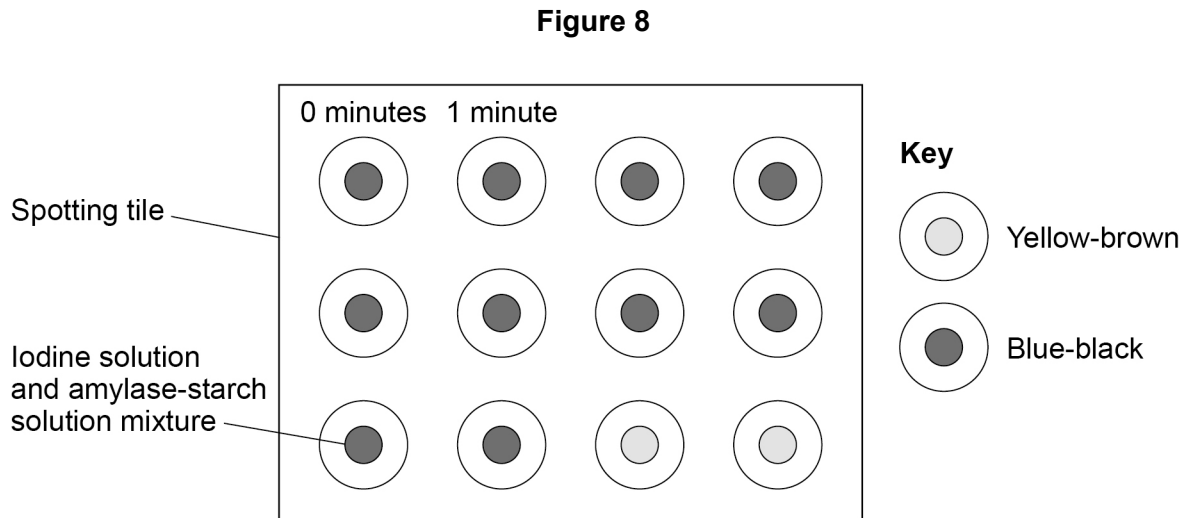 Figure 8
0 minutes 1 minute
Key
Spotting tile
Yellow-brown
Iodine solution
and amylase-starch
solution mixture
Blue-black